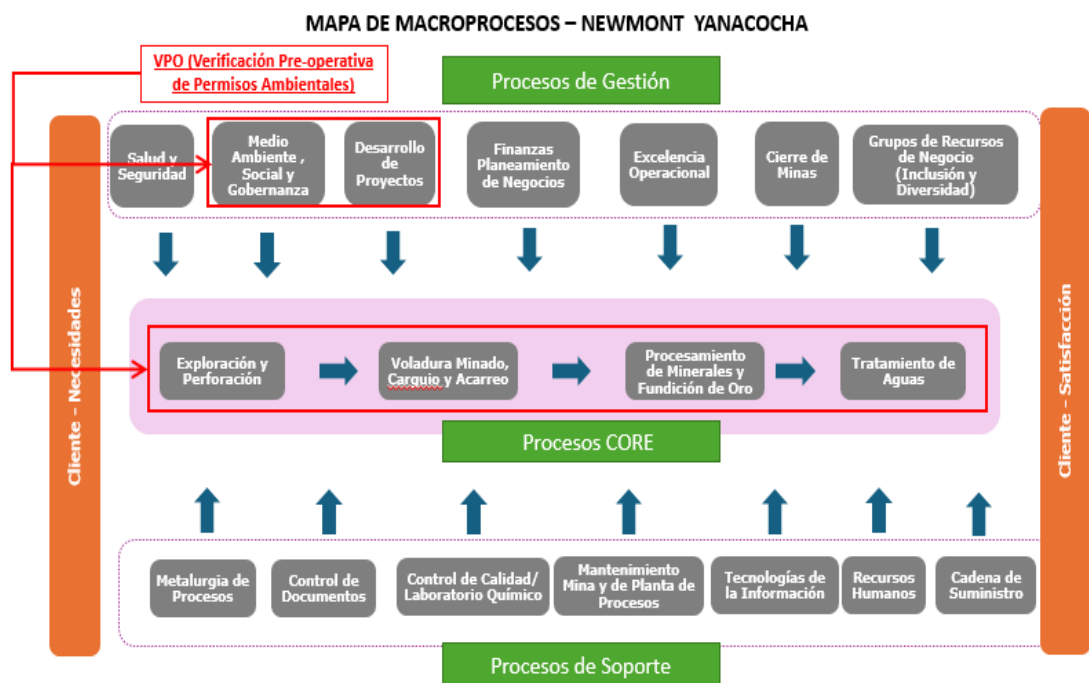 MAPA DE MACROPROCESOS – NEWMONT YANACOCHA
VPO (Verificación Pre-operativa
de Permisos Ambientales)
Procesos de Gestión
Cliente - Necesidades
Salud y
Seguridad
Medio
Ambiente ,
Social y
Gobernanza
Desarrollo
de
Proyectos
Finanzas
Planeamiento
de Negocios
Excelencia
Operacional
Cierre de
Minas
Grupos de Recursos
de Negocio
(Inclusión y
Diversidad)
Cliente - Satisfacción
Exploración y
Perforación
Voladura Minado,
Carguio y Acarreo
Procesamiento
de Minerales y
Fundición de Oro
Tratamiento de
Aguas
Procesos CORE
Metalurgia de
Procesos
Control de
Documentos
Control de Calidad/
Laboratorio Químico
Mantenimiento
Mina y de Planta de
Procesos
Tecnologías de
la Información
Recursos
Humanos
Cadena de
Suministro
Procesos de Soporte